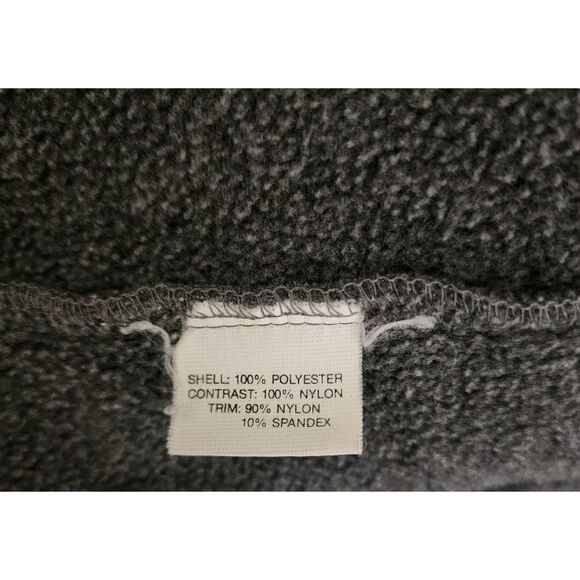 SHELL: 100% POLYESTER
CONTRAST: 100% NYLON
TRIM: 90% NYLON
10% SPANDEX